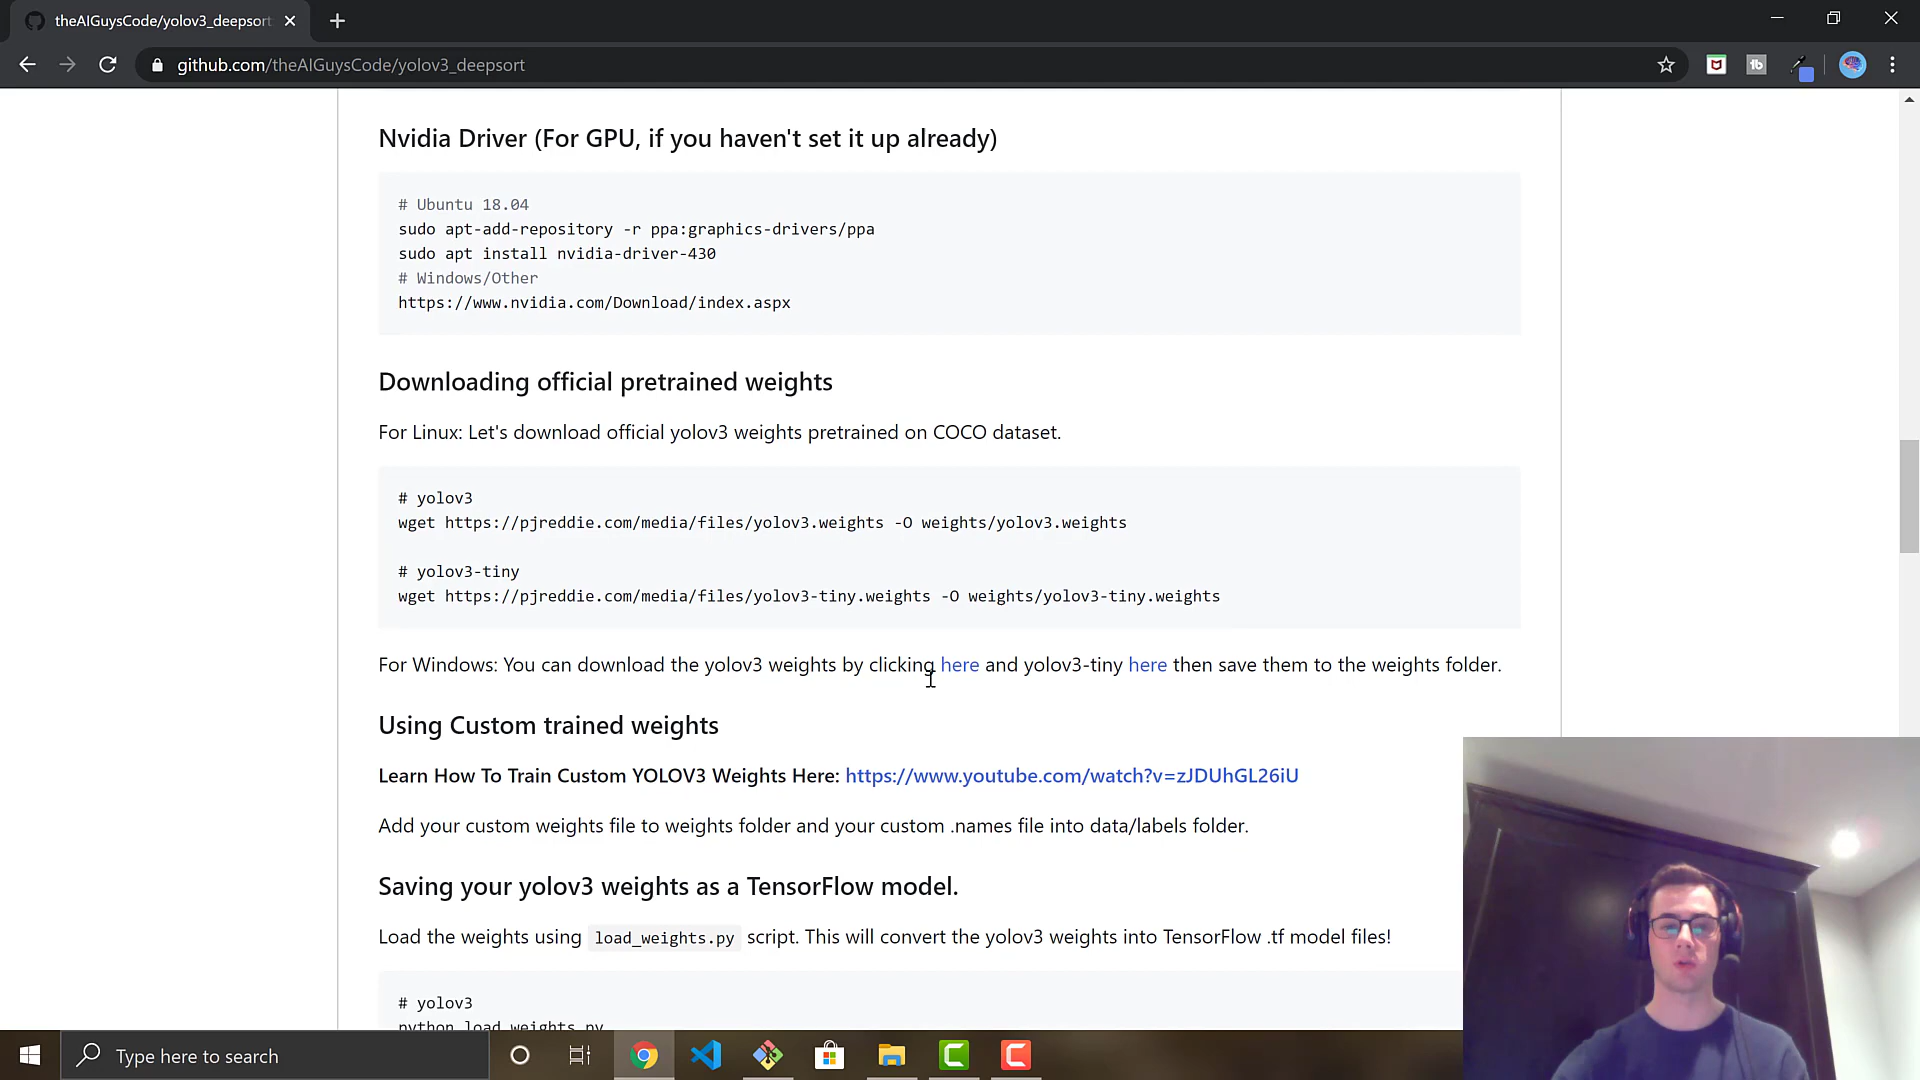 theAIGuysCode/yolov3_deepsort
github.com/theAIGuysCode/yolov3_deepsort
Nvidia Driver (For GPU, if you haven't set it up already)
# Ubuntu 18.04
sudo apt-add-repository -r ppa:graphics-drivers/ppa
sudo apt install nvidia-driver-430
# Windows/Other
https://www.nvidia.com/Download/index.aspx
Downloading official pretrained weights
For Linux: Let's download official yolov3 weights pretrained on COCO dataset.
# yolov3
wget https://pjreddie.com/media/files/yolov3.weights -O weights/yolov3.weights
# yolov3-tiny
wget https://pjreddie.com/media/files/yolov3-tiny.weights -O weights/yolov3-tiny.weights
For Windows: You can download the yolov3 weights by clicking here and yolov3-tiny here then save them to the weights folder.
Using Custom trained weights
Learn How To Train Custom YOLOV3 Weights Here: https://www.youtube.com/watch?v=zJDUhGL26iU
Add your custom weights file to weights folder and your custom .names file into data/labels folder.
Saving your yolov3 weights as a TensorFlow model.
Load the weights using load_weights.py script. This will convert the yolov3 weights into TensorFlow .tf model files!
# yolov3
python load_weights.py
Type here to search